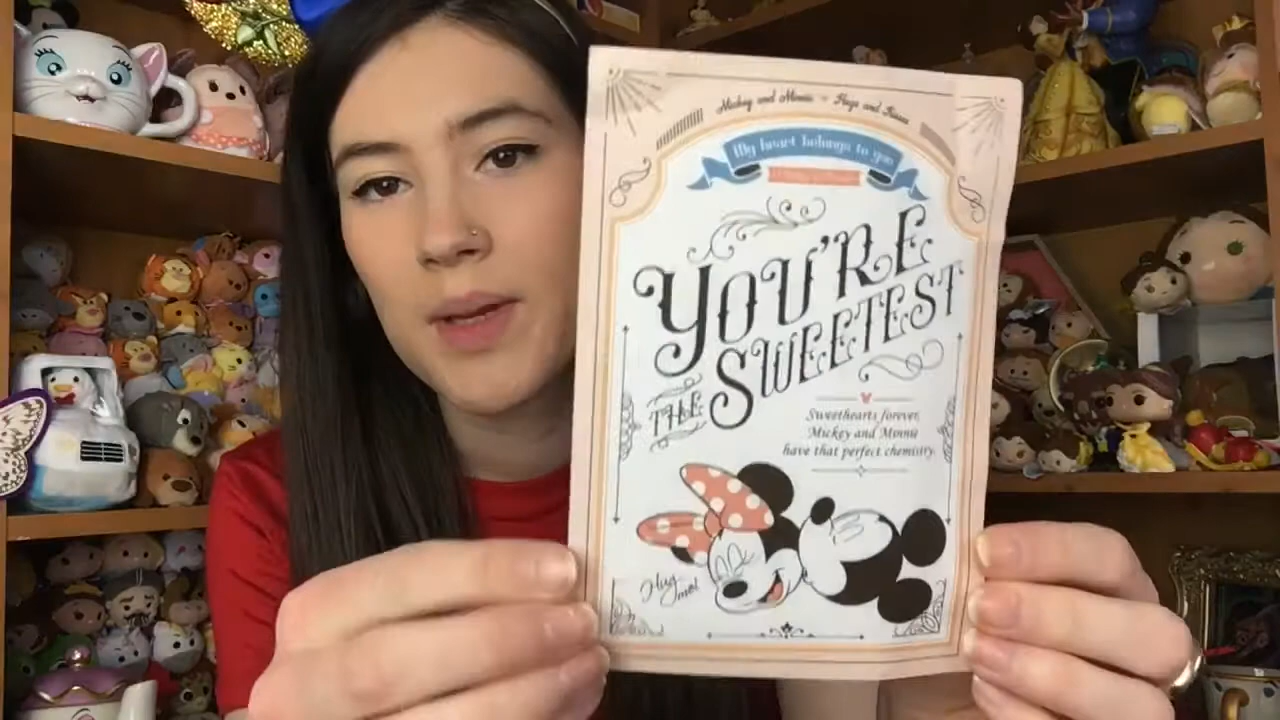 Mickey and Minnie – Hugs and Kisses
My heart belongs to you
YOU'RE
THE SWEETEST
Sweethearts forever,
Mickey and Minnie
have that perfect chemistry.
Hug
me!